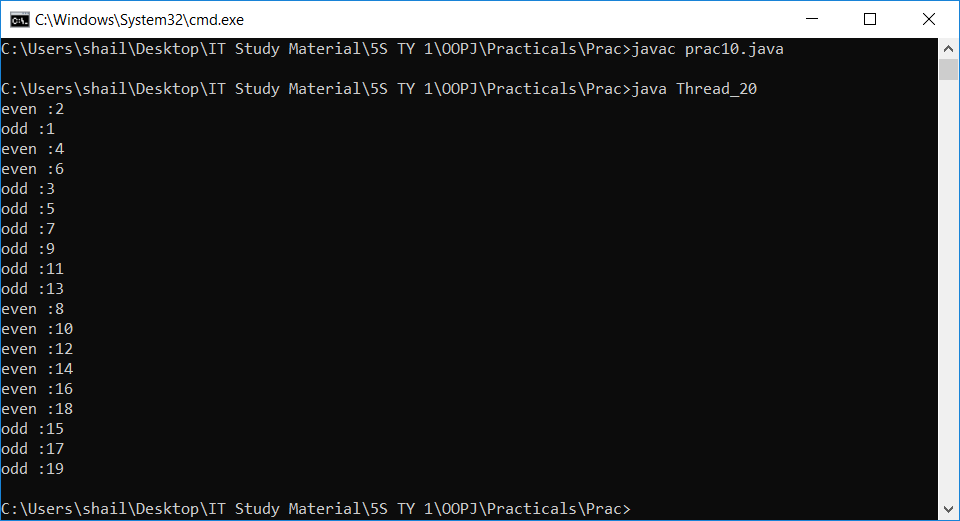 C:\Windows\System32\cmd.exe
C:\Users\shail\Desktop\IT Study Material\5S TY 1\OOPJ\Practicals\Prac>javac prac10.java
C:\Users\shail\Desktop\IT Study Material\5S TY 1\OOPJ\Practicals\Prac>java Thread_20
even :2
odd :1
even :4
even :6
odd :3
odd :5
odd :7
odd :9
odd :11
odd :13
even :8
even :10
even :12
even :14
even :16
even :18
odd :15
odd :17
odd :19
C:\Users\shail\Desktop\IT Study Material\5S TY 1\OOPJ\Practicals\Prac>